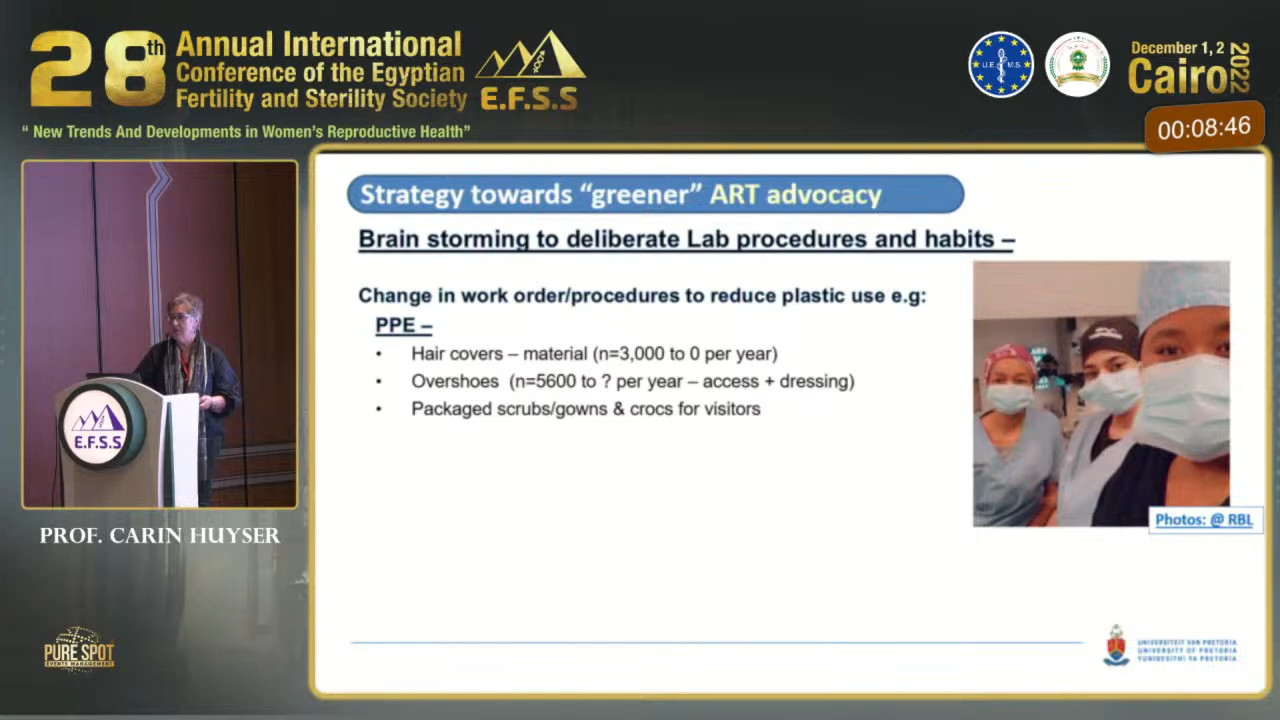 28th Annual International
Conference of the Egyptian
Fertility and Sterility Society
E.F.S.S
“ New Trends And Developments in Women’s Reproductive Health”
U.E.M.S.
December 1, 2
Cairo
2022
00:08:46
Strategy towards “greener” ART advocacy
Brain storming to deliberate Lab procedures and habits –
Change in work order/procedures to reduce plastic use e.g:
PPE –
• Hair covers – material (n=3,000 to 0 per year)
• Overshoes (n=5600 to ? per year – access + dressing)
• Packaged scrubs/gowns & crocs for visitors
Photos: @ RBL
E.F.S.S
PROF. CARIN HUYSER
PURE SPOT
EVENTS MANAGEMENT
UNIVERSITEIT VAN PRETORIA
UNIVERSITY OF PRETORIA
YUNIBESITHI YA PRETORIA